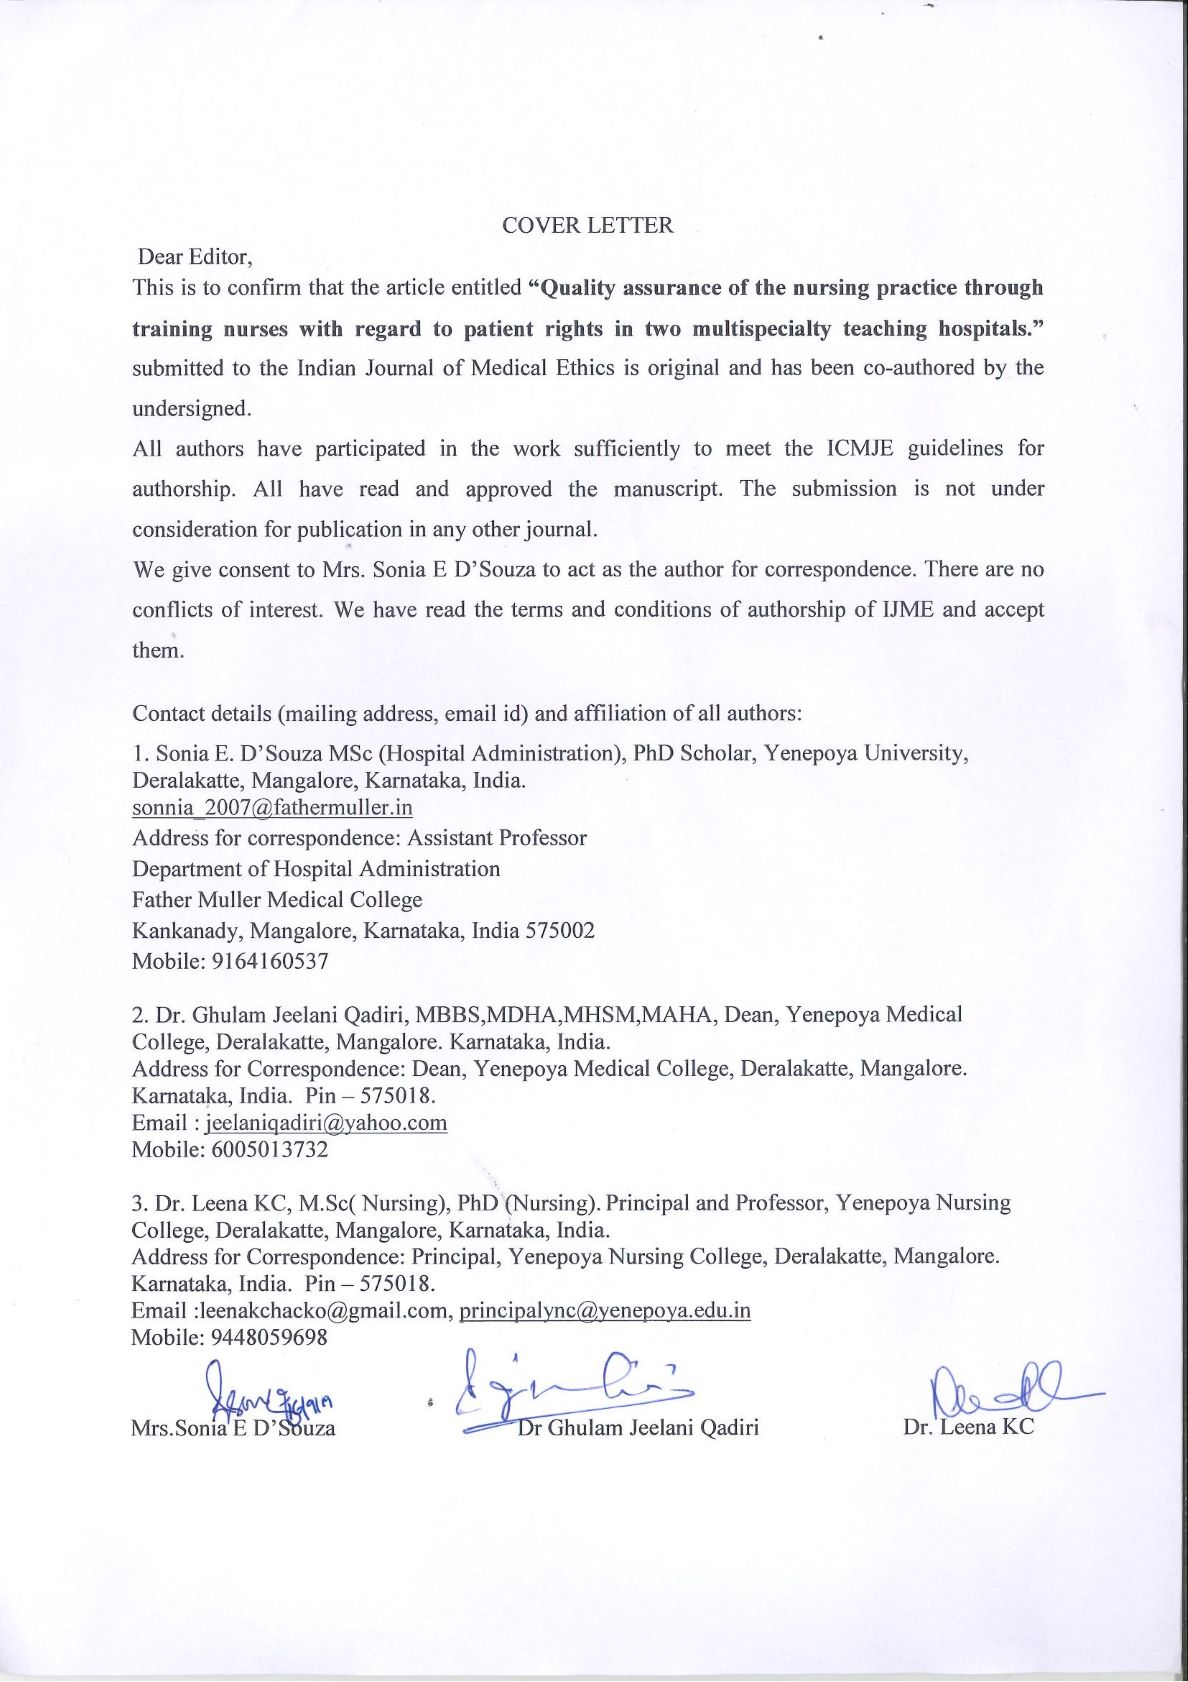 COVER LETTER
Dear Editor,
This is to confirm that the article entitled “Quality assurance of the nursing practice through
training nurses with regard to patient rights in two multispecialty teaching hospitals.”
submitted to the Indian Journal of Medical Ethics is original and has been co-authored by the
undersigned.
All authors have participated in the work sufficiently to meet the ICMJE guidelines for
authorship. All have read and approved the manuscript. The submission is not under
consideration for publication in any other journal.
We give consent to Mrs. Sonia E D’Souza to act as the author for correspondence. There are no
conflicts of interest. We have read the terms and conditions of authorship of IJME and accept
them.
Contact details (mailing address, email id) and affiliation of all authors:
1. Sonia E. D’Souza MSc (Hospital Administration), PhD Scholar, Yenepoya University,
Deralakatte, Mangalore, Karnataka, India.
sonnia_2007@fathermuller.in
Address for correspondence: Assistant Professor
Department of Hospital Administration
Father Muller Medical College
Kankanady, Mangalore, Karnataka, India 575002
Mobile: 9164160537
2. Dr. Ghulam Jeelani Qadiri, MBBS,MDHA,MHSM,MAHA, Dean, Yenepoya Medical
College, Deralakatte, Mangalore. Karnataka, India.
Address for Correspondence: Dean, Yenepoya Medical College, Deralakatte, Mangalore.
Karnataka, India. Pin – 575018.
Email : jeelaniqadiri@yahoo.com
Mobile: 6005013732
3. Dr. Leena KC, M.Sc( Nursing), PhD (Nursing). Principal and Professor, Yenepoya Nursing
College, Deralakatte, Mangalore, Karnataka, India.
Address for Correspondence: Principal, Yenepoya Nursing College, Deralakatte, Mangalore.
Karnataka, India. Pin – 575018.
Email :leenakchacko@gmail.com, principalync@yenepoya.edu.in
Mobile: 9448059698
Mrs.Sonia E D’Souza Dr Ghulam Jeelani Qadiri Dr. Leena KC